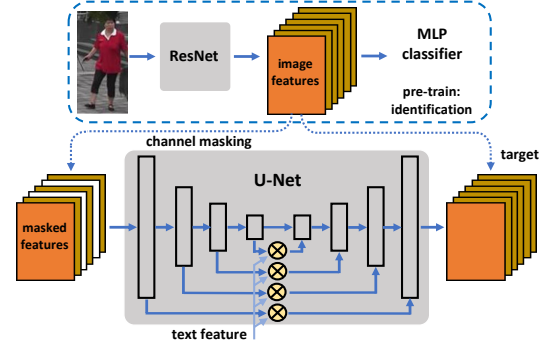 ResNet
image
features
MLP
classifier
pre-train:
identification
channel masking
target
U-Net
masked
features
text feature